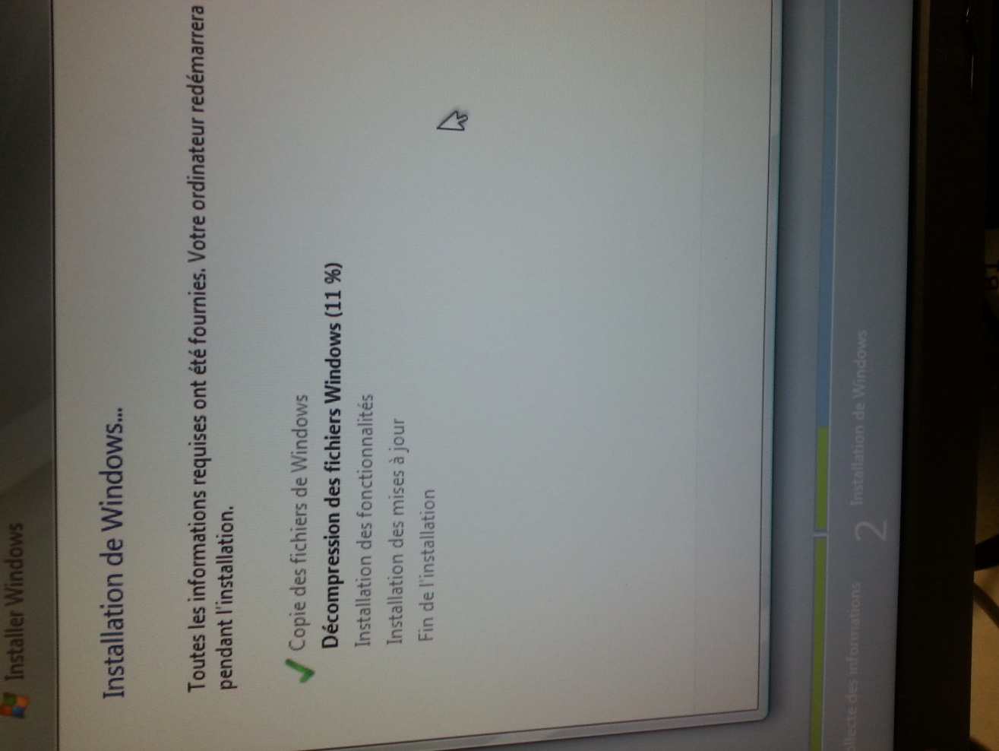 Installer Windows
Installation de Windows...
Toutes les informations requises ont été fournies. Votre ordinateur redémarrera
pendant l'installation.
Copie des fichiers de Windows
Décompression des fichiers Windows (11 %)
Installation des fonctionnalités
Installation des mises à jour
Fin de l'installation
des informations
2 Installation de Windows